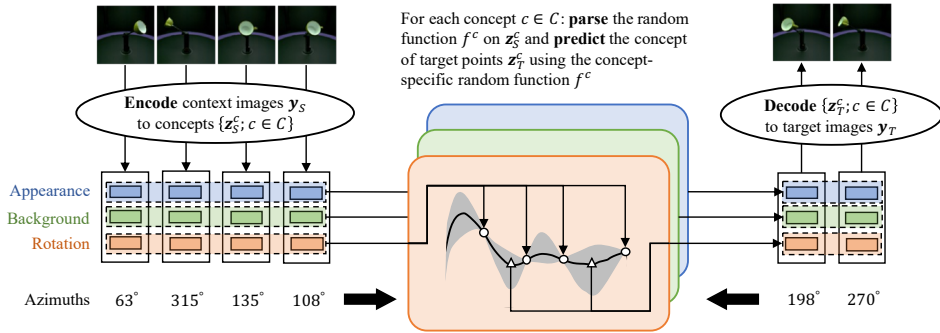 For each concept c ∈ C: parse the random
function f^c on z_S^c and predict the concept
of target points z_T^c using the concept-
specific random function f^c
Encode context images y_S
to concepts {z_S^c; c ∈ C}
Decode {z_T^c; c ∈ C}
to target images y_T
Appearance
Background
Rotation
Azimuths 63° 315° 135° 108° 198° 270°